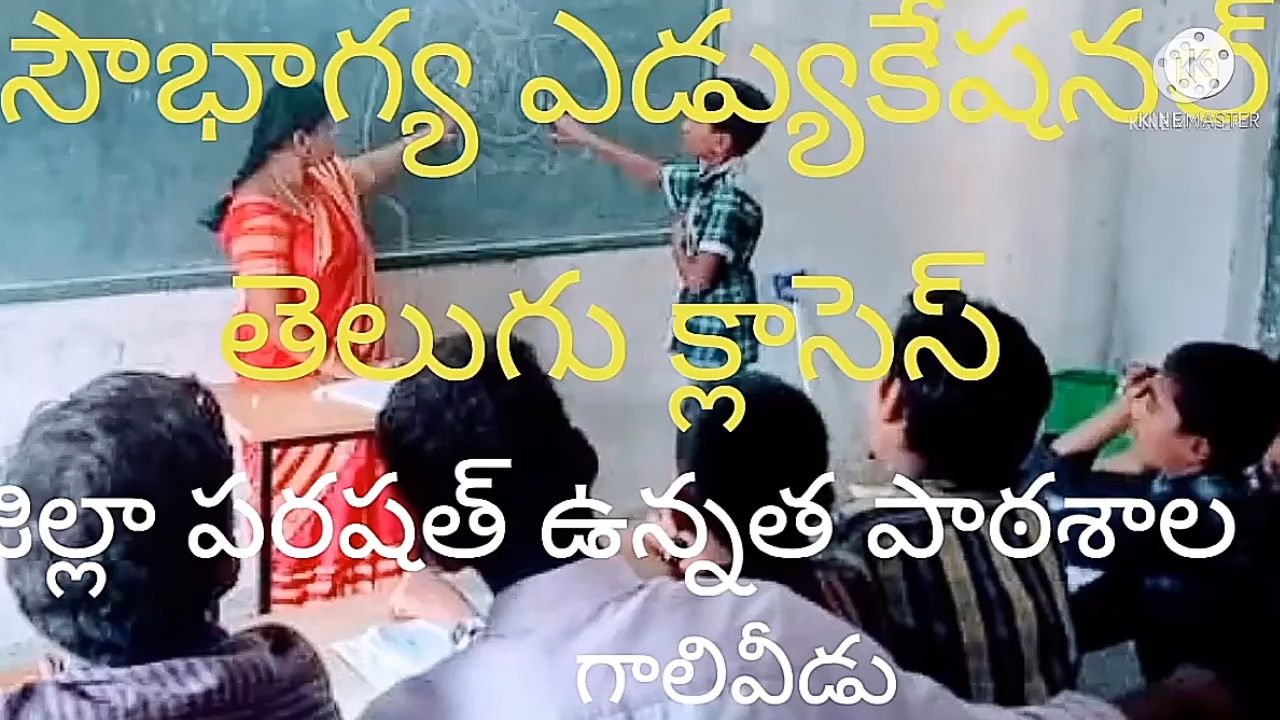 సౌభాగ్య ఎడ్యుకేషనల్
KINEMASTER
తెలుగు క్లాసెస్
జిల్లా పరషత్ ఉన్నత పాఠశాల
గాలివీడు